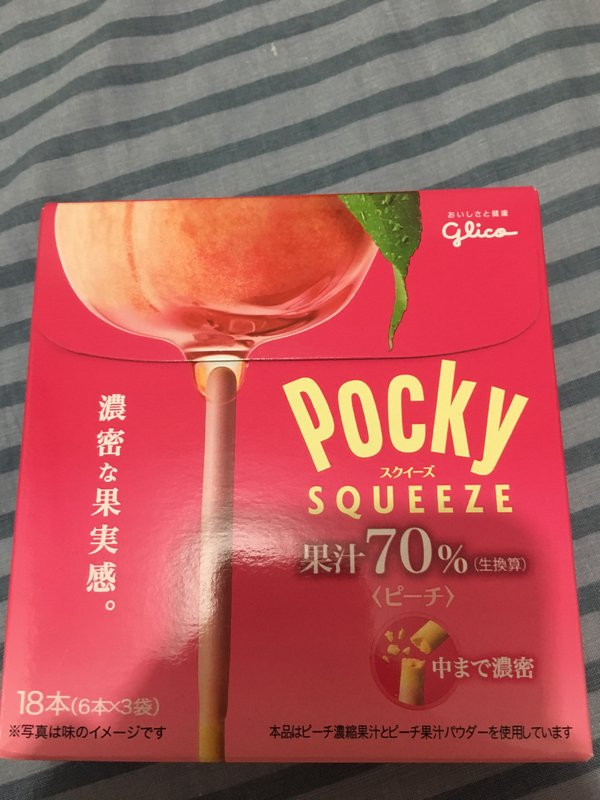 おいしさと健康
glico
Pocky
スクイーズ
SQUEEZE
濃密な果実感。
果汁70%(生換算)
〈ピーチ〉
中まで濃密
18本(6本×3袋)
※写真は味のイメージです
本品はピーチ濃縮果汁とピーチ果汁パウダーを使用しています